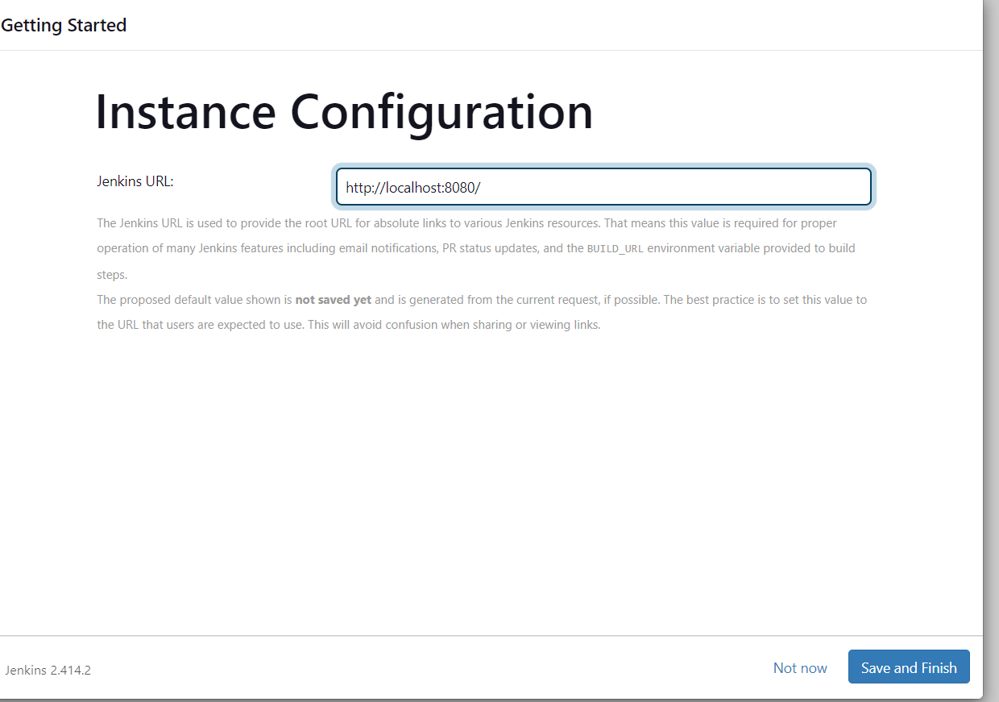 Getting Started
Instance Configuration
Jenkins URL:
http://localhost:8080/
The Jenkins URL is used to provide the root URL for absolute links to various Jenkins resources. That means this value is required for proper
operation of many Jenkins features including email notifications, PR status updates, and the BUILD_URL environment variable provided to build
steps.
The proposed default value shown is not saved yet and is generated from the current request, if possible. The best practice is to set this value to
the URL that users are expected to use. This will avoid confusion when sharing or viewing links.
Jenkins 2.414.2
Not now
Save and Finish